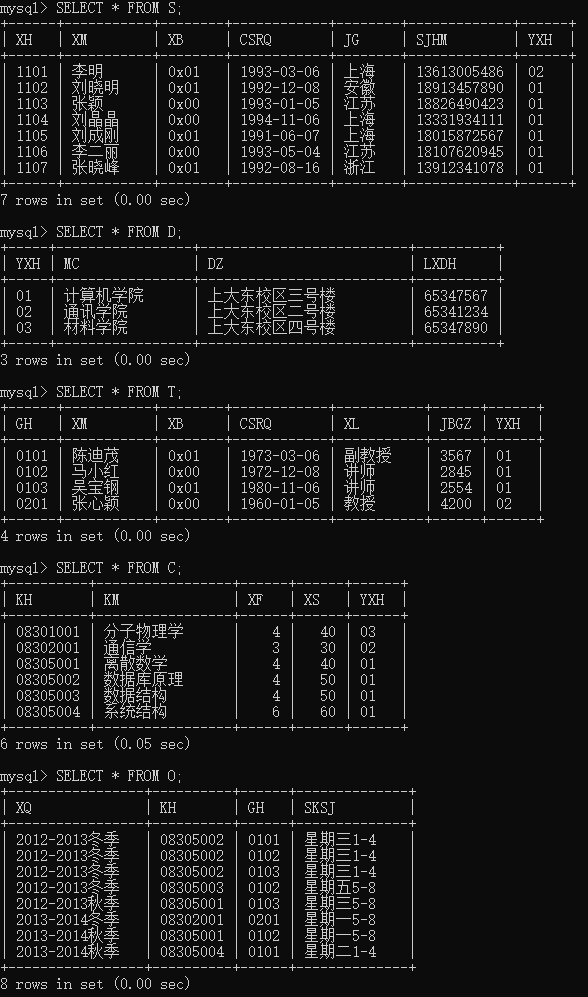 mysql> SELECT * FROM S;
+------+--------+------+------------+------+-------------+------+
| XH | XM | XB | CSRQ | JG | SJHM | YXH |
+------+--------+------+------------+------+-------------+------+
| 1101 | 李明 | 0x01 | 1993-03-06 | 上海 | 13613005486 | 02 |
| 1102 | 刘晓明 | 0x01 | 1992-12-08 | 安徽 | 18913457890 | 01 |
| 1103 | 张颖 | 0x00 | 1993-01-05 | 江苏 | 18826490423 | 01 |
| 1104 | 刘晶晶 | 0x00 | 1994-11-06 | 上海 | 13331934111 | 01 |
| 1105 | 刘成刚 | 0x01 | 1991-06-07 | 上海 | 18015872567 | 01 |
| 1106 | 李二丽 | 0x00 | 1993-05-04 | 江苏 | 18107620945 | 01 |
| 1107 | 张晓峰 | 0x01 | 1992-08-16 | 浙江 | 13912341078 | 01 |
+------+--------+------+------------+------+-------------+------+
7 rows in set (0.00 sec)
mysql> SELECT * FROM D;
+-----+------------+------------------+----------+
| YXH | MC | DZ | LXDH |
+-----+------------+------------------+----------+
| 01 | 计算机学院 | 上大东校区三号楼 | 65347567 |
| 02 | 通讯学院 | 上大东校区二号楼 | 65341234 |
| 03 | 材料学院 | 上大东校区四号楼 | 65347890 |
+-----+------------+------------------+----------+
3 rows in set (0.00 sec)
mysql> SELECT * FROM T;
+------+--------+------+------------+--------+------+------+
| GH | XM | XB | CSRQ | XL | JBGZ | YXH |
+------+--------+------+------------+--------+------+------+
| 0101 | 陈迪茂 | 0x01 | 1973-03-06 | 副教授 | 3567 | 01 |
| 0102 | 马小红 | 0x00 | 1972-12-08 | 讲师 | 2845 | 01 |
| 0103 | 吴宝钢 | 0x01 | 1980-11-06 | 讲师 | 2554 | 01 |
| 0201 | 张心颖 | 0x00 | 1960-01-05 | 教授 | 4200 | 02 |
+------+--------+------+------------+--------+------+------+
4 rows in set (0.00 sec)
mysql> SELECT * FROM C;
+----------+------------+------+------+------+
| KH | KM | XF | XS | YXH |
+----------+------------+------+------+------+
| 08301001 | 分子物理学 | 4 | 40 | 03 |
| 08302001 | 通信学 | 3 | 30 | 02 |
| 08305001 | 离散数学 | 4 | 40 | 01 |
| 08305002 | 数据库原理 | 4 | 50 | 01 |
| 08305003 | 数据结构 | 4 | 50 | 01 |
| 08305004 | 系统结构 | 6 | 60 | 01 |
+----------+------------+------+------+------+
6 rows in set (0.05 sec)
mysql> SELECT * FROM O;
+---------------+----------+------+-----------+
| XQ | KH | GH | SKSJ |
+---------------+----------+------+-----------+
| 2012-2013冬季 | 08305002 | 0101 | 星期三1-4 |
| 2012-2013冬季 | 08305002 | 0102 | 星期三1-4 |
| 2012-2013冬季 | 08305002 | 0103 | 星期三1-4 |
| 2012-2013冬季 | 08305003 | 0102 | 星期五5-8 |
| 2012-2013秋季 | 08305001 | 0103 | 星期三5-8 |
| 2013-2014冬季 | 08302001 | 0201 | 星期一5-8 |
| 2013-2014秋季 | 08305001 | 0102 | 星期一5-8 |
| 2013-2014秋季 | 08305004 | 0101 | 星期二1-4 |
+---------------+----------+------+-----------+
8 rows in set (0.00 sec)